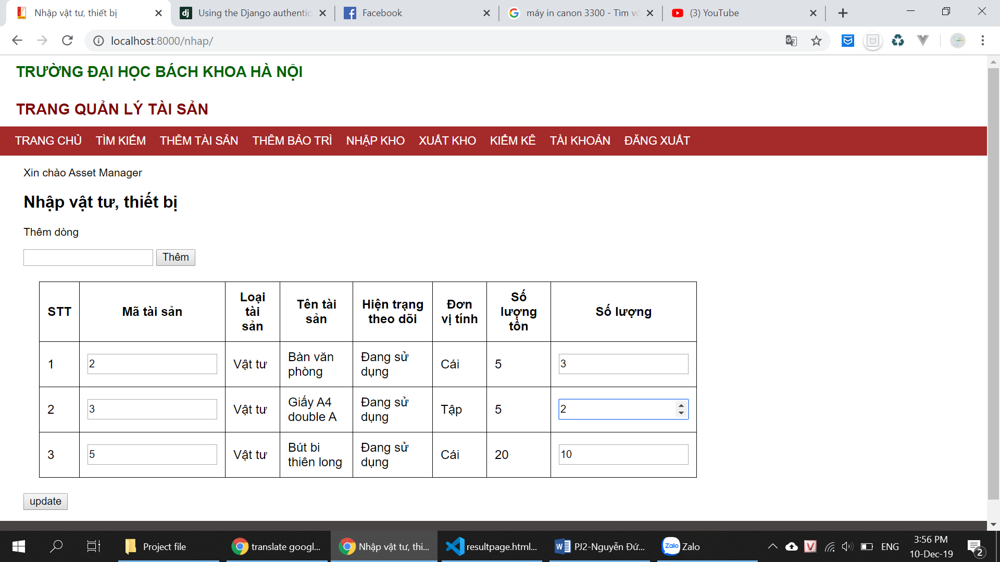 Nhập vật tư, thiết bị
Using the Django authentic
Facebook
máy in canon 3300 - Tìm vớ
(3) YouTube
localhost:8000/nhap/
TRƯỜNG ĐẠI HỌC BÁCH KHOA HÀ NỘI
TRANG QUẢN LÝ TÀI SẢN
TRANG CHỦ TÌM KIẾM THÊM TÀI SẢN THÊM BẢO TRÌ NHẬP KHO XUẤT KHO KIỂM KÊ TÀI KHOẢN ĐĂNG XUẤT
Xin chào Asset Manager
Nhập vật tư, thiết bị
Thêm dòng
Thêm
STT
Mã tài sản
Loại
tài
sản
Tên tài
sản
Hiện trạng
theo dõi
Đơn
vị tính
Số
lượng
tồn
Số lượng
1
2
Vật tư
Bàn văn
phòng
Đang sử
dụng
Cái
5
3
2
3
Vật tư
Giấy A4
double A
Đang sử
dụng
Tập
5
2
3
5
Vật tư
Bút bi
thiên long
Đang sử
dụng
Cái
20
10
update
Project file
translate googl...
Nhập vật tư, thi...
resultpage.html...
PJ2-Nguyễn Đứ...
Zalo
Zalo
ENG
3:56 PM
10-Dec-19
2